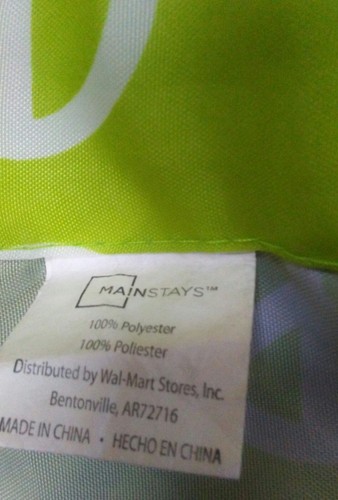 D
MAINSTAYS™
100% Polyester
100% Poliester
Distributed by Wal-Mart Stores, Inc.
Bentonville, AR72716
MADE IN CHINA • HECHO EN CHINA